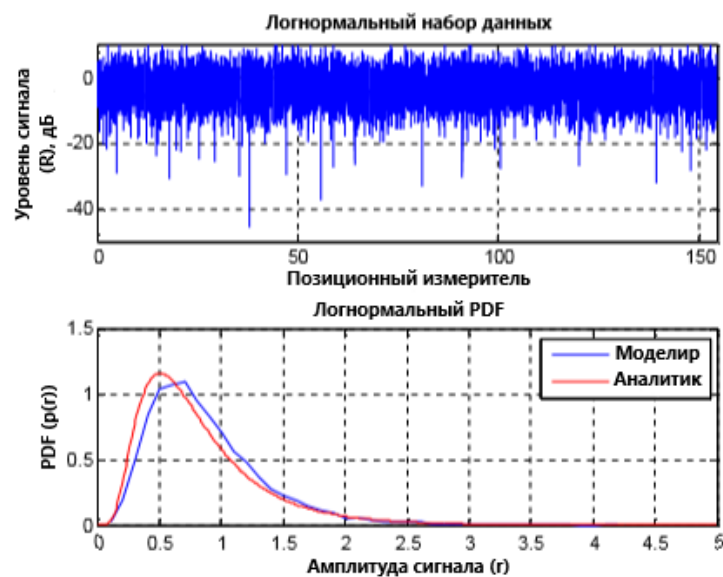 Логнормальный набор данных
Уровень сигнала
(R), дБ
0
-20
-40
0
50
100
150
Позиционный измеритель
Логнормальный PDF
PDF (p(r))
1.5
1
0.5
0
Моделир
Аналитик
0
0.5
1
1.5
2
2.5
3
3.5
4
4.5
5
Амплитуда сигнала (r)